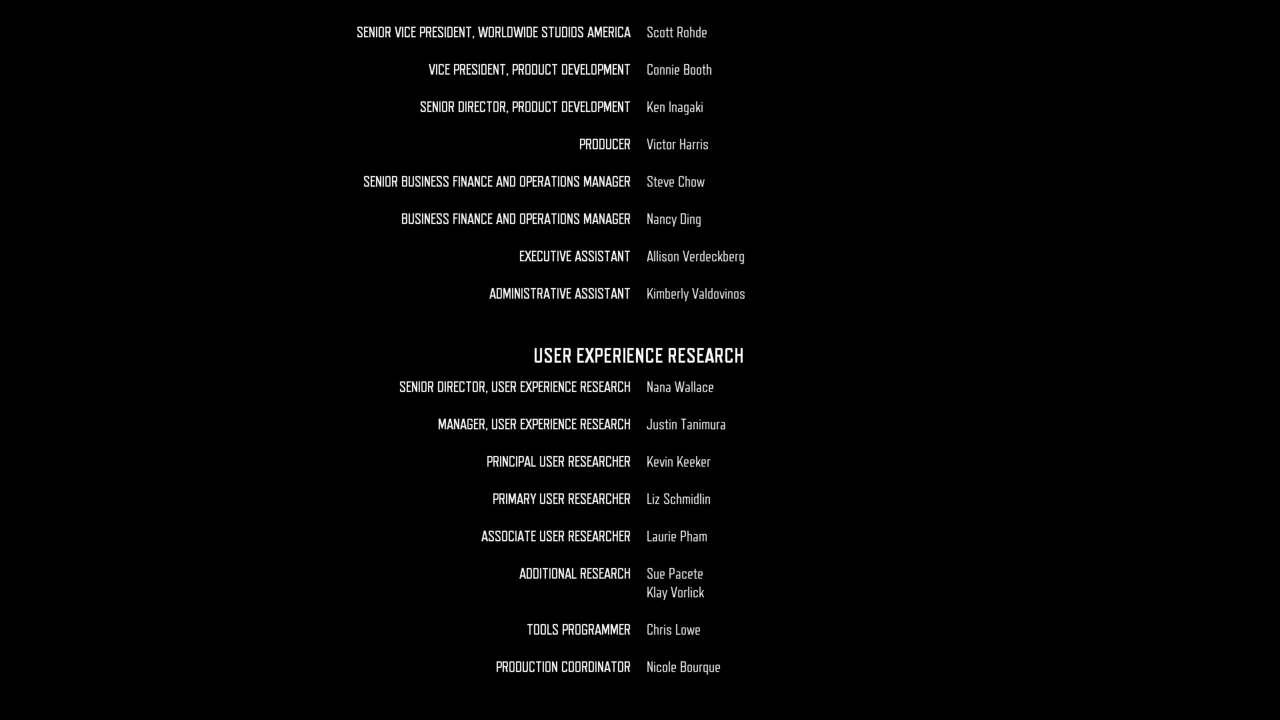 SENIOR VICE PRESIDENT, WORLDWIDE STUDIOS AMERICA Scott Rohde
VICE PRESIDENT, PRODUCT DEVELOPMENT Connie Booth
SENIOR DIRECTOR, PRODUCT DEVELOPMENT Ken Inagaki
PRODUCER Victor Harris
SENIOR BUSINESS FINANCE AND OPERATIONS MANAGER Steve Chow
BUSINESS FINANCE AND OPERATIONS MANAGER Nancy Ding
EXECUTIVE ASSISTANT Allison Verdeckberg
ADMINISTRATIVE ASSISTANT Kimberly Valdovinos
USER EXPERIENCE RESEARCH
SENIOR DIRECTOR, USER EXPERIENCE RESEARCH Nana Wallace
MANAGER, USER EXPERIENCE RESEARCH Justin Tanimura
PRINCIPAL USER RESEARCHER Kevin Keeker
PRIMARY USER RESEARCHER Liz Schmidlin
ASSOCIATE USER RESEARCHER Laurie Pham
ADDITIONAL RESEARCH Sue Pacete
Klay Vorlick
TOOLS PROGRAMMER Chris Lowe
PRODUCTION COORDINATOR Nicole Bourque